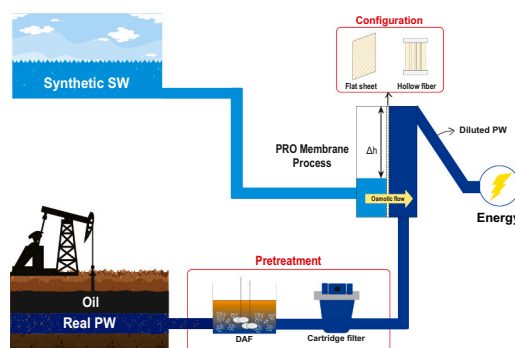 Configuration
Flat sheet
Hollow fiber
Synthetic SW
PRO Membrane
Process
Δh
Diluted PW
Osmotic flow
Energy
Pretreatment
Oil
Real PW
DAF
Cartridge filter